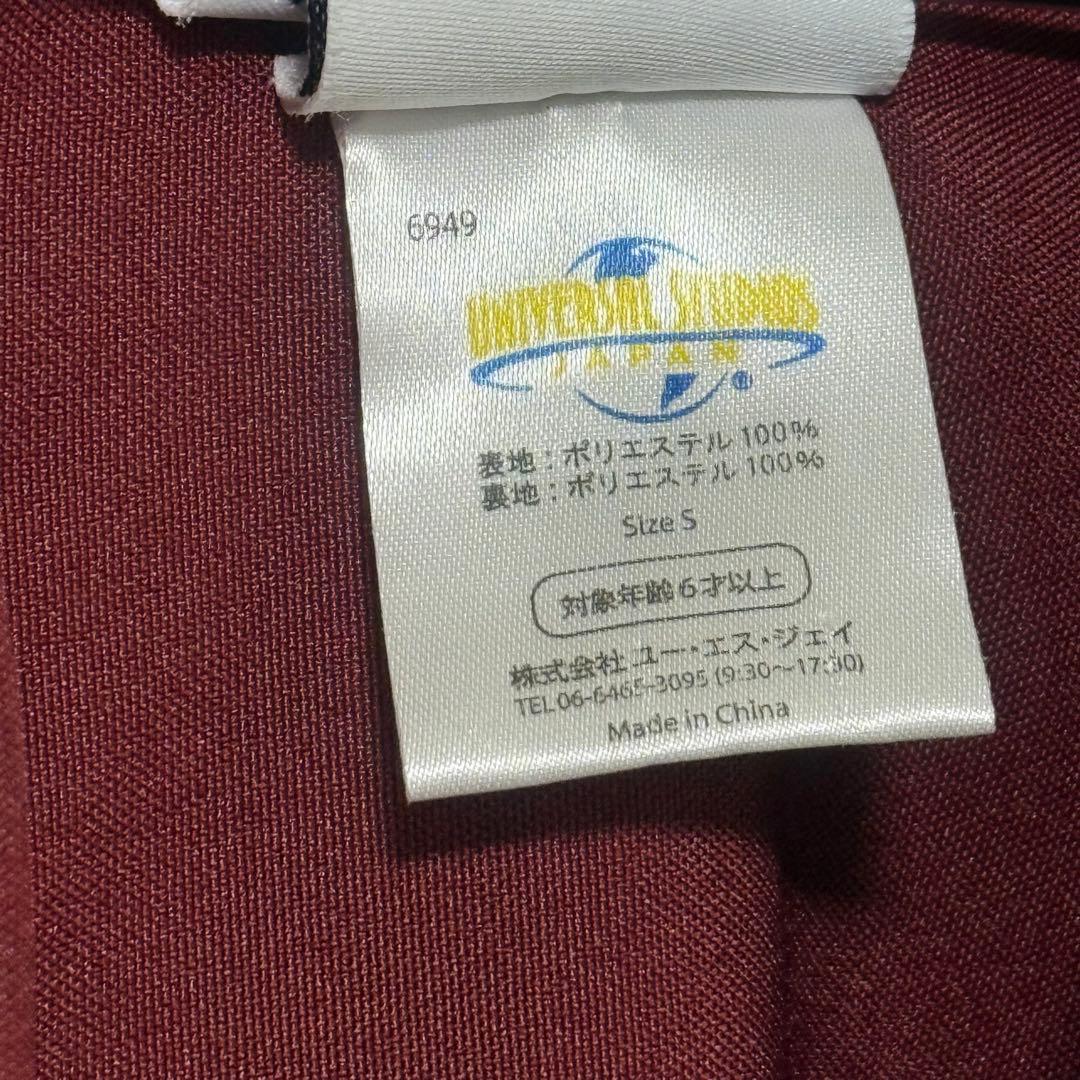 6949
UNIVERSAL STUDIOS
JAPAN
®
表地：ポリエステル 100%
裏地：ポリエステル 100%
Size S
対象年齢6才以上
株式会社 ユー・エス・ジェイ
TEL 06-6465-3095 (9:30～17:30)
Made in China